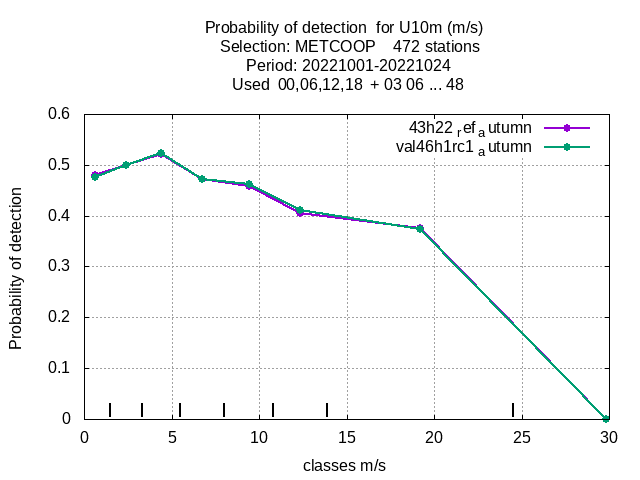 Probability of detection  for U10m (m/s)
Selection: METCOOP    472 stations
Period: 20221001-20221024
Used  00,06,12,18  + 03 06 ... 48
43h22 ref autumn
val46h1rc1 autumn
Probability of detection
0.6
0.5
0.4
0.3
0.2
0.1
0
0 5 10 15 20 25 30
classes m/s